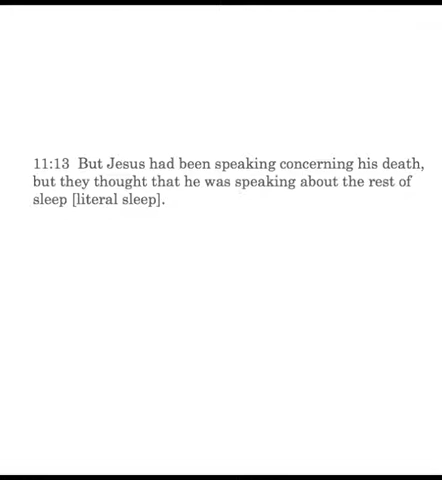 11:13 But Jesus had been speaking concerning his death,
but they thought that he was speaking about the rest of
sleep [literal sleep].